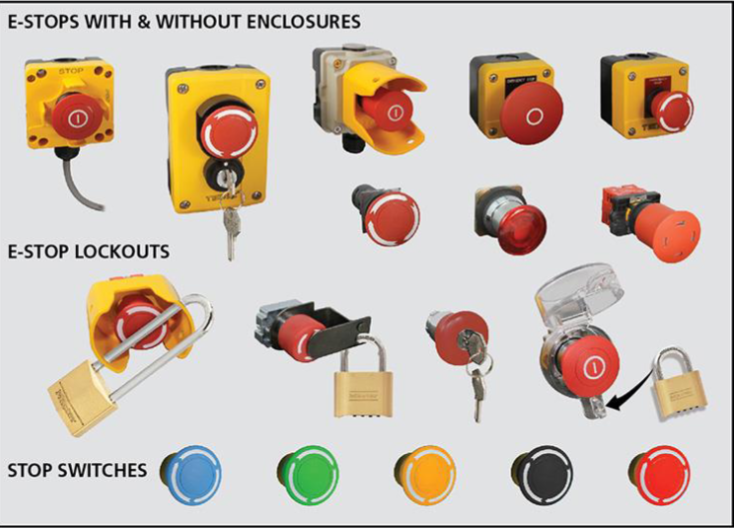 E-STOPS WITH & WITHOUT ENCLOSURES
STOP
E-STOP LOCKOUTS
STOP SWITCHES